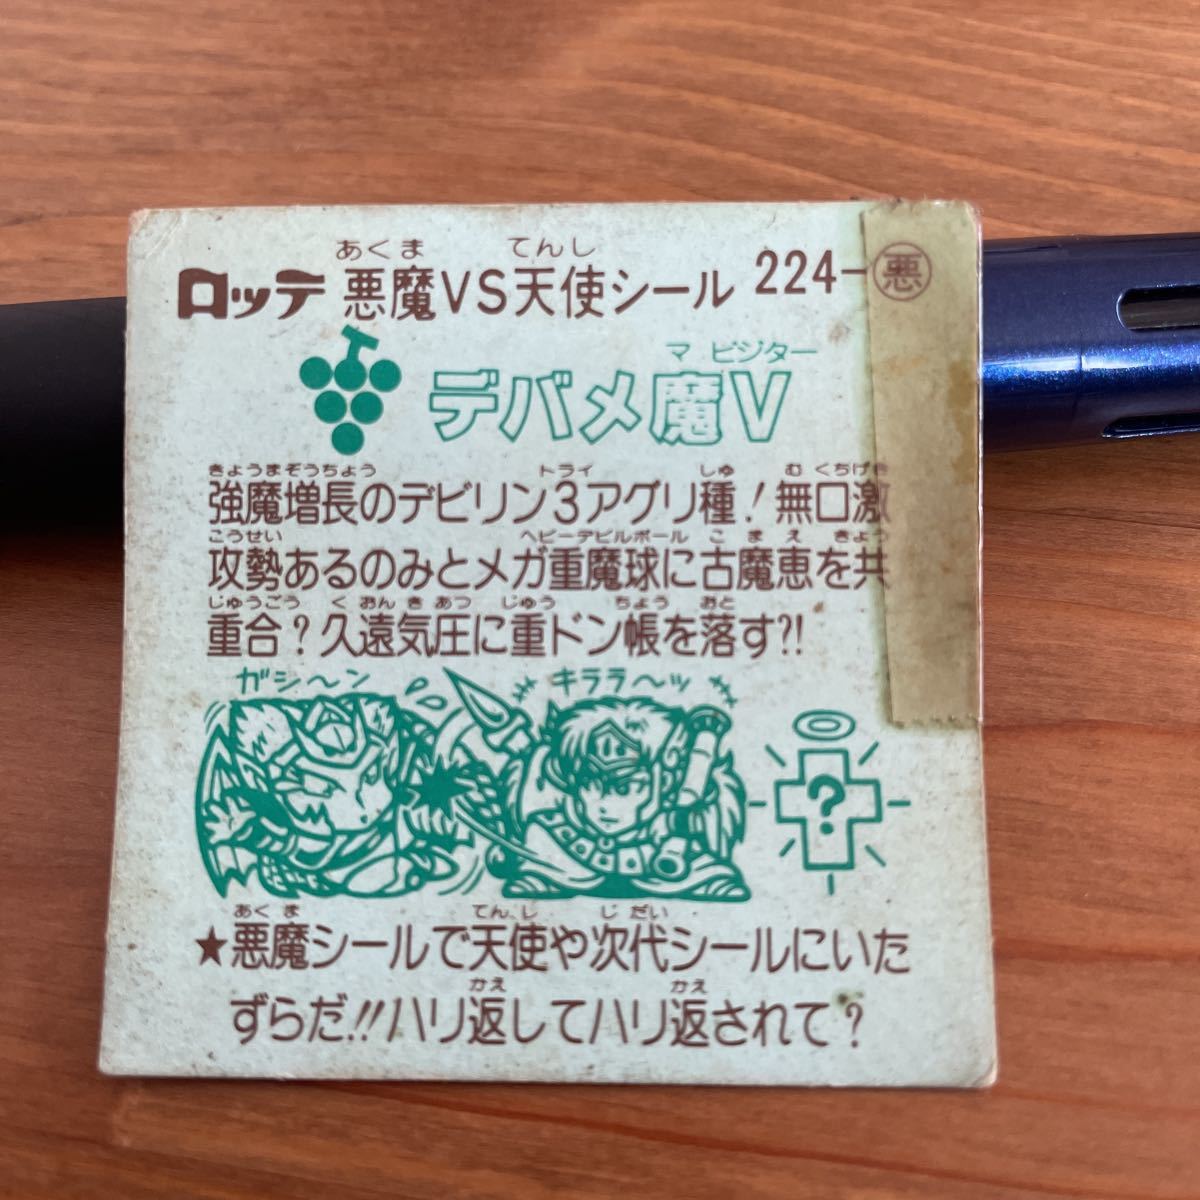 あくま てんし
ロッテ 悪魔VS天使シール 224-悪
マ ビジター
デバメ魔V
きょうまぞうちょう トライ しゅ む くちげき
強魔増長のデビリン3アグリ種!無口激
こうせい ヘビーデビルボール こ ま え きょう
攻勢あるのみとメガ重魔球に古魔恵を共
じゅうごう く おん き あつ じゅう ちょう おと
重合?久遠気圧に重ドン帳を落す?!
ガシ〜ン キララ〜ッ
?
あく ま てん し じ だい
★悪魔シールで天使や次代シールにいた
かえ かえ
ずらだ!!ハリ返してハリ返されて?